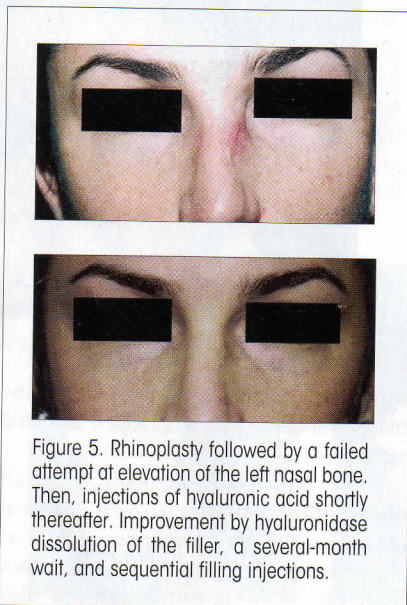 Figure 5. Rhinoplasty followed by a failed
attempt at elevation of the left nasal bone.
Then, injections of hyaluronic acid shortly
thereafter. Improvement by hyaluronidase
dissolution of the filler, a several-month
wait, and sequential filling injections.